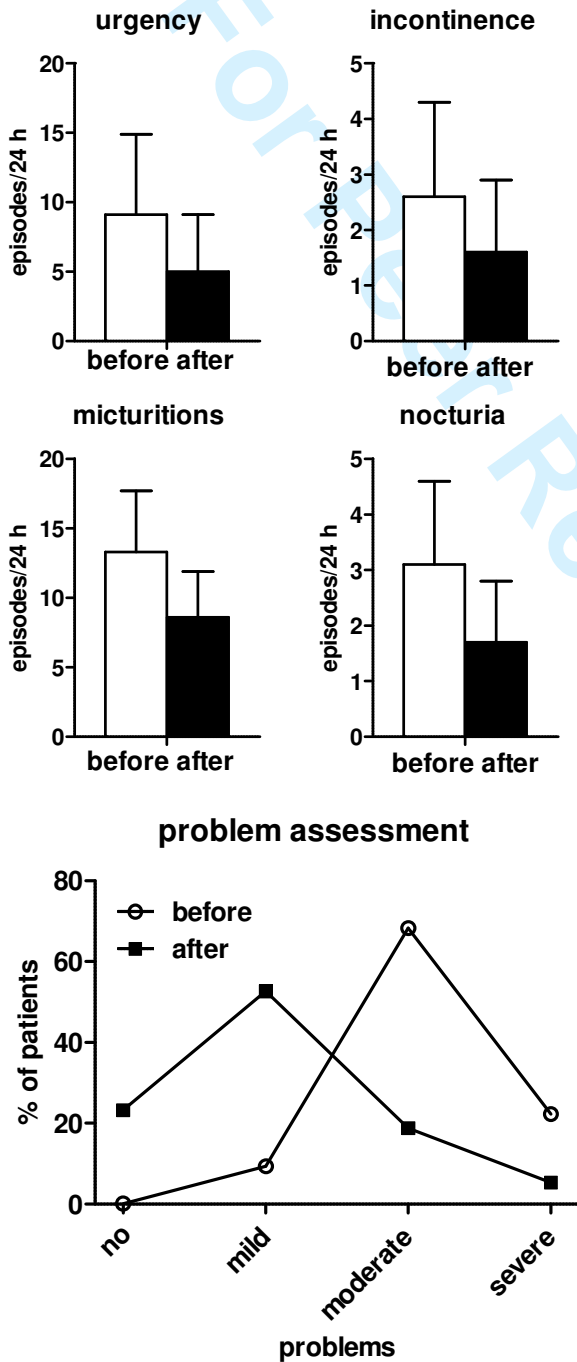 urgency
episodes/24 h
20
15
10
5
0
before after
incontinence
episodes/24 h
5
4
3
2
1
0
before after
micturitions
episodes/24 h
20
15
10
5
0
before after
nocturia
episodes/24 h
5
4
3
2
1
0
before after
problem assessment
% of patients
80
60
40
20
0
before
after
no
mild
moderate
severe
problems
For Peer Re